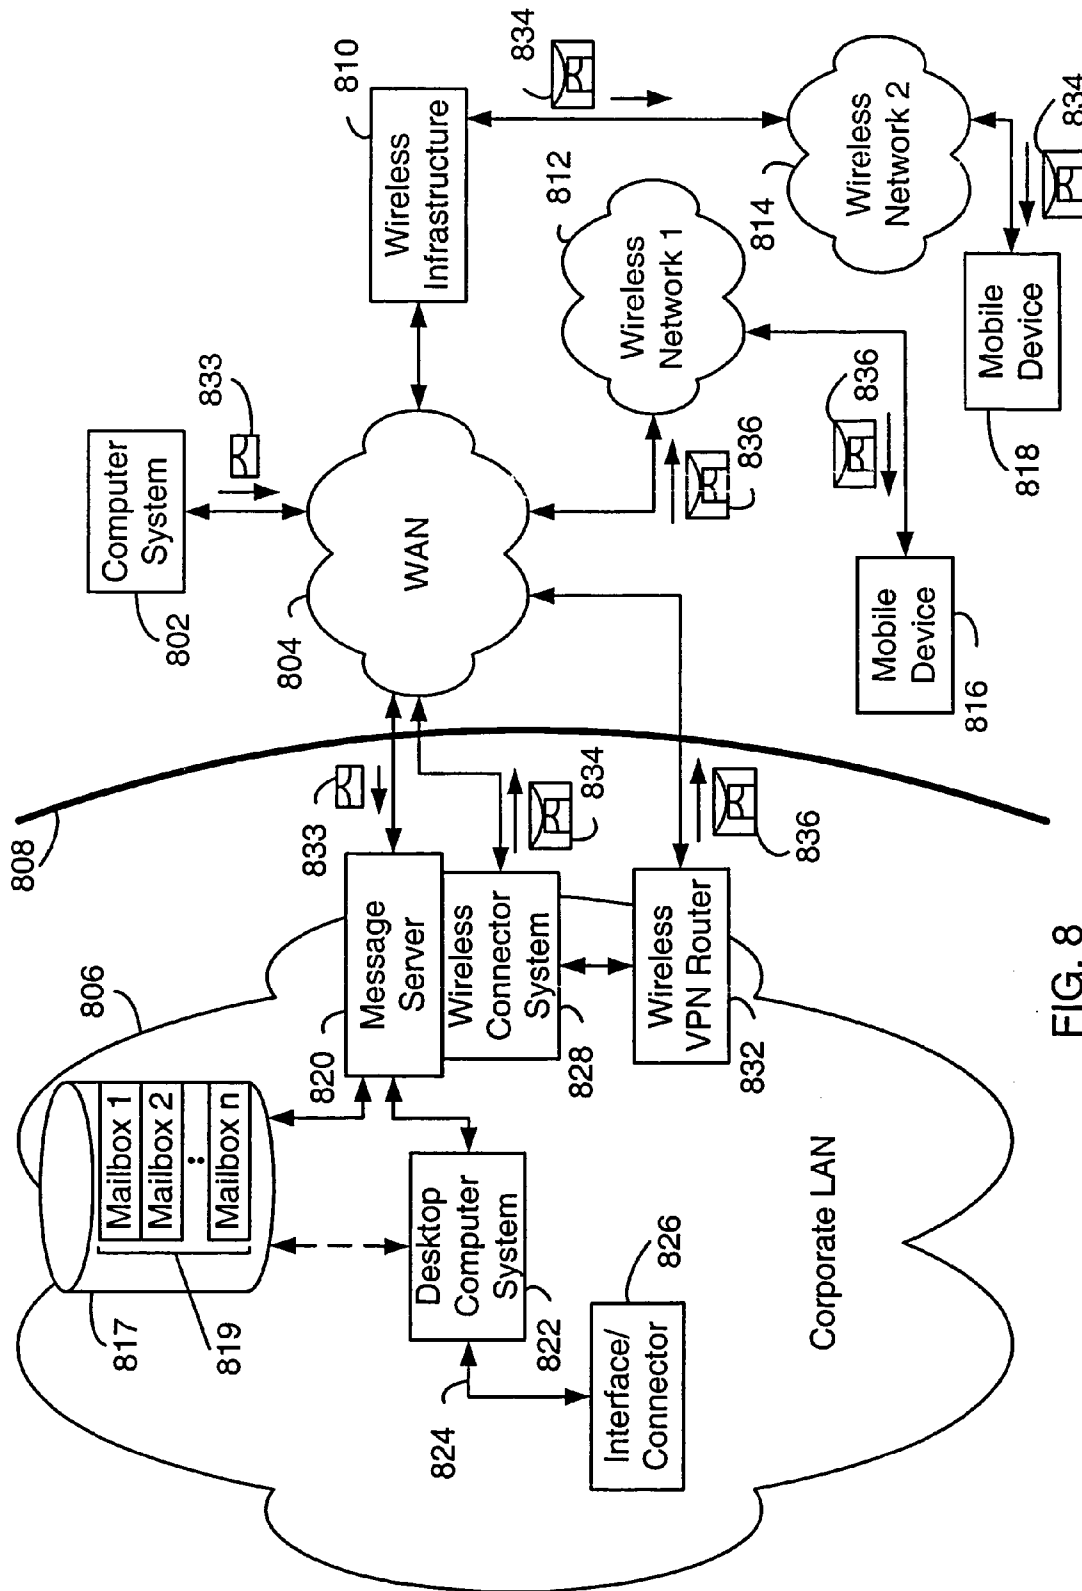 808
806
817
819
Mailbox 1
Mailbox 2
Mailbox n
820
Message
Server
833
Wireless
Connector
System
828
834
Wireless
VPN Router
832
836
Desktop
Computer
System
822
824
826
Interface/
Connector
Corporate LAN
802
Computer
System
833
804
WAN
810
Wireless
Infrastructure
834
812
Wireless
Network 1
836
814
Wireless
Network 2
834
Mobile
Device
818
836
Mobile
Device
816
FIG. 8